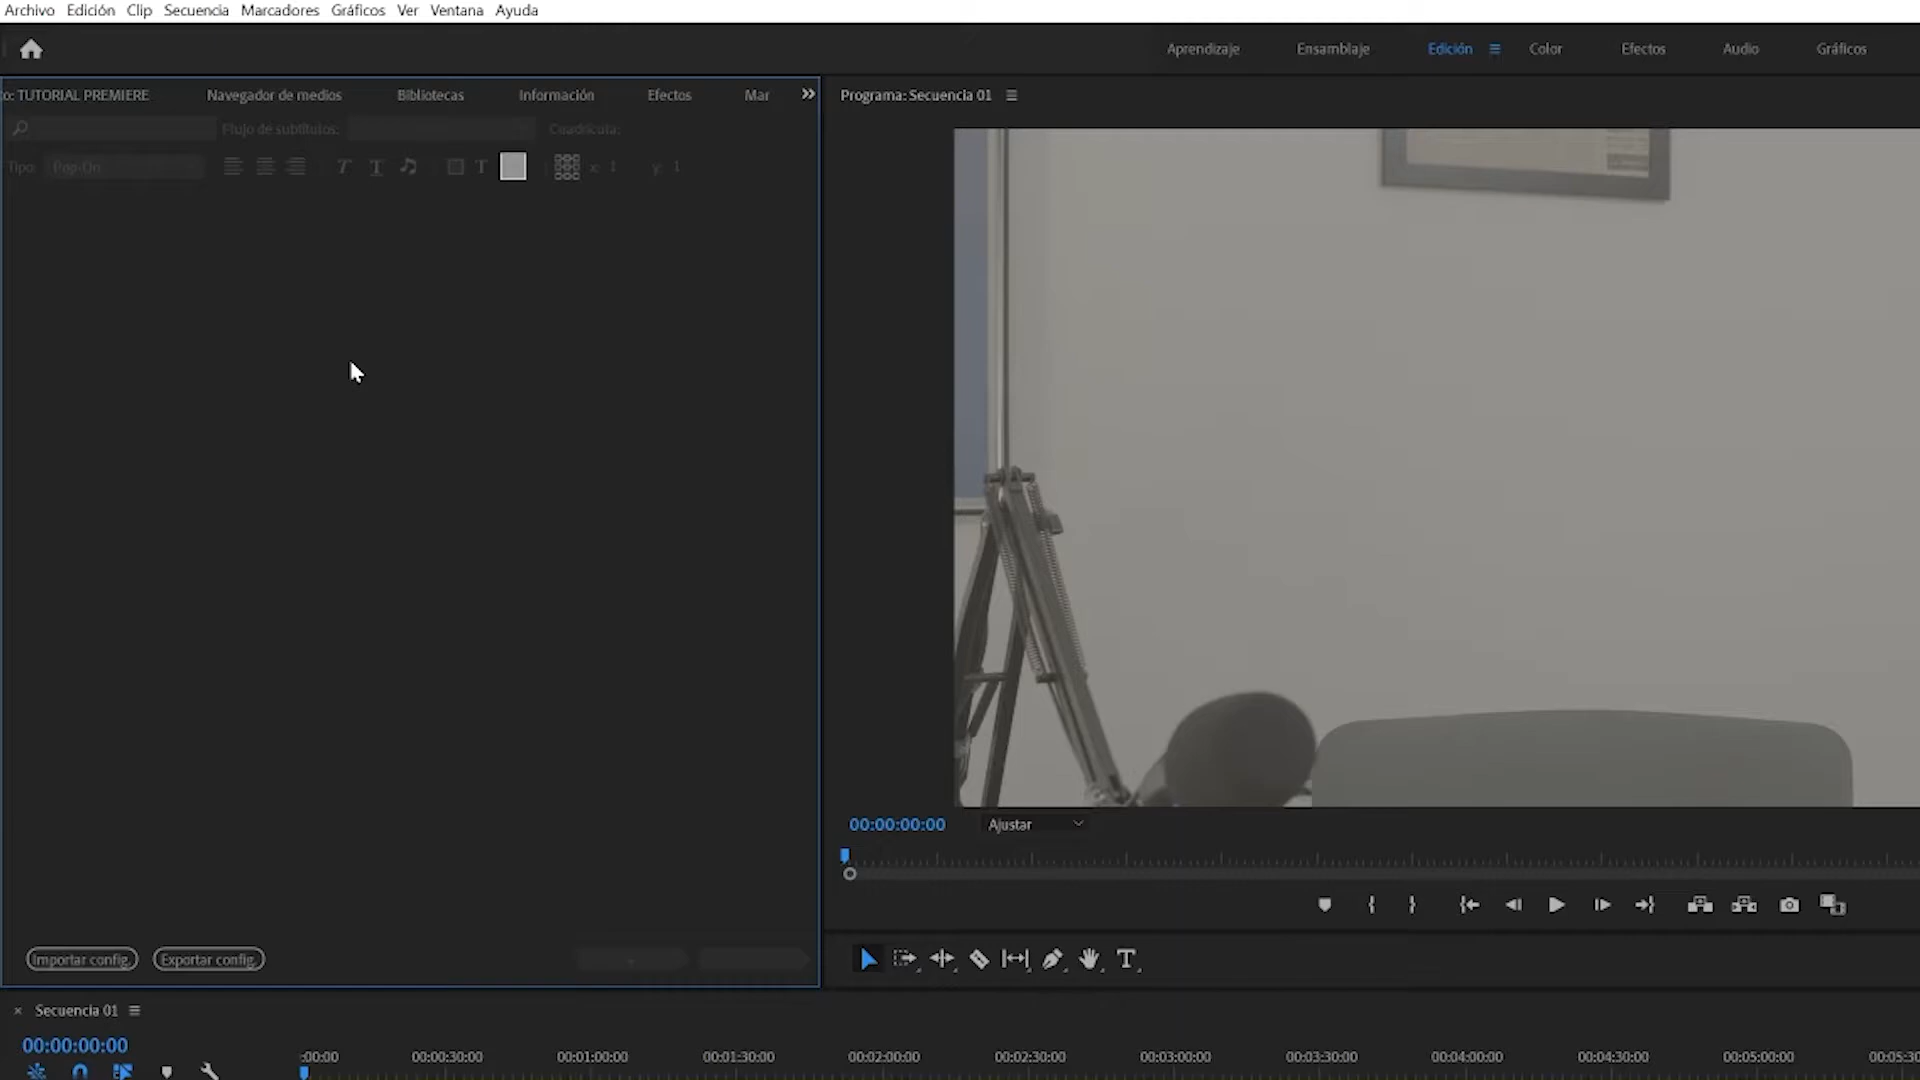 Archivo Edición Clip Secuencia Marcadores Gráficos Ver Ventana Ayuda
Aprendizaje Ensamblaje Edición Color Efectos Audio Gráficos
o: TUTORIAL PREMIERE Navegador de medios Bibliotecas Información Efectos Mar
Programa: Secuencia 01
Flujo de subtítulos: Cuadrícula:
Tipo: Pop-On x: 1 y: 1
00:00:00:00 Ajustar
Importar config. Exportar config.
Secuencia 01
00:00:00:00
:00:00 00:00:30:00 00:01:00:00 00:01:30:00 00:02:00:00 00:02:30:00 00:03:00:00 00:03:30:00 00:04:00:00 00:04:30:00 00:05:00:00 00:05:30